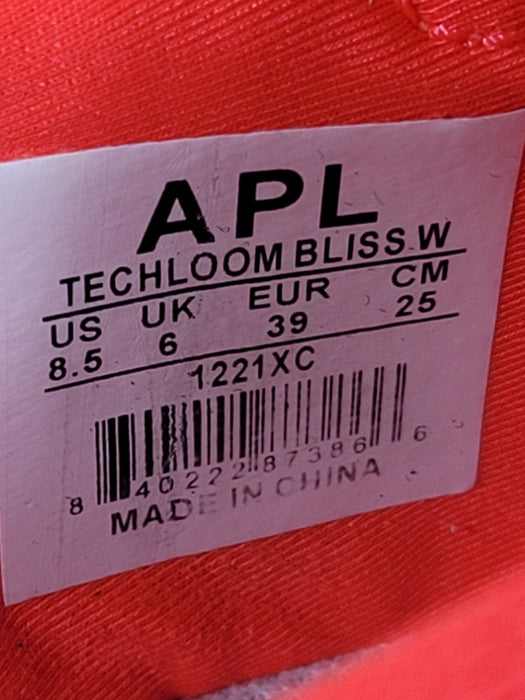 APL
TECHLOOM BLISS W
US UK EUR CM
8.5 6 39 25
1221XC
8 40222 87386 6
MADE IN CHINA